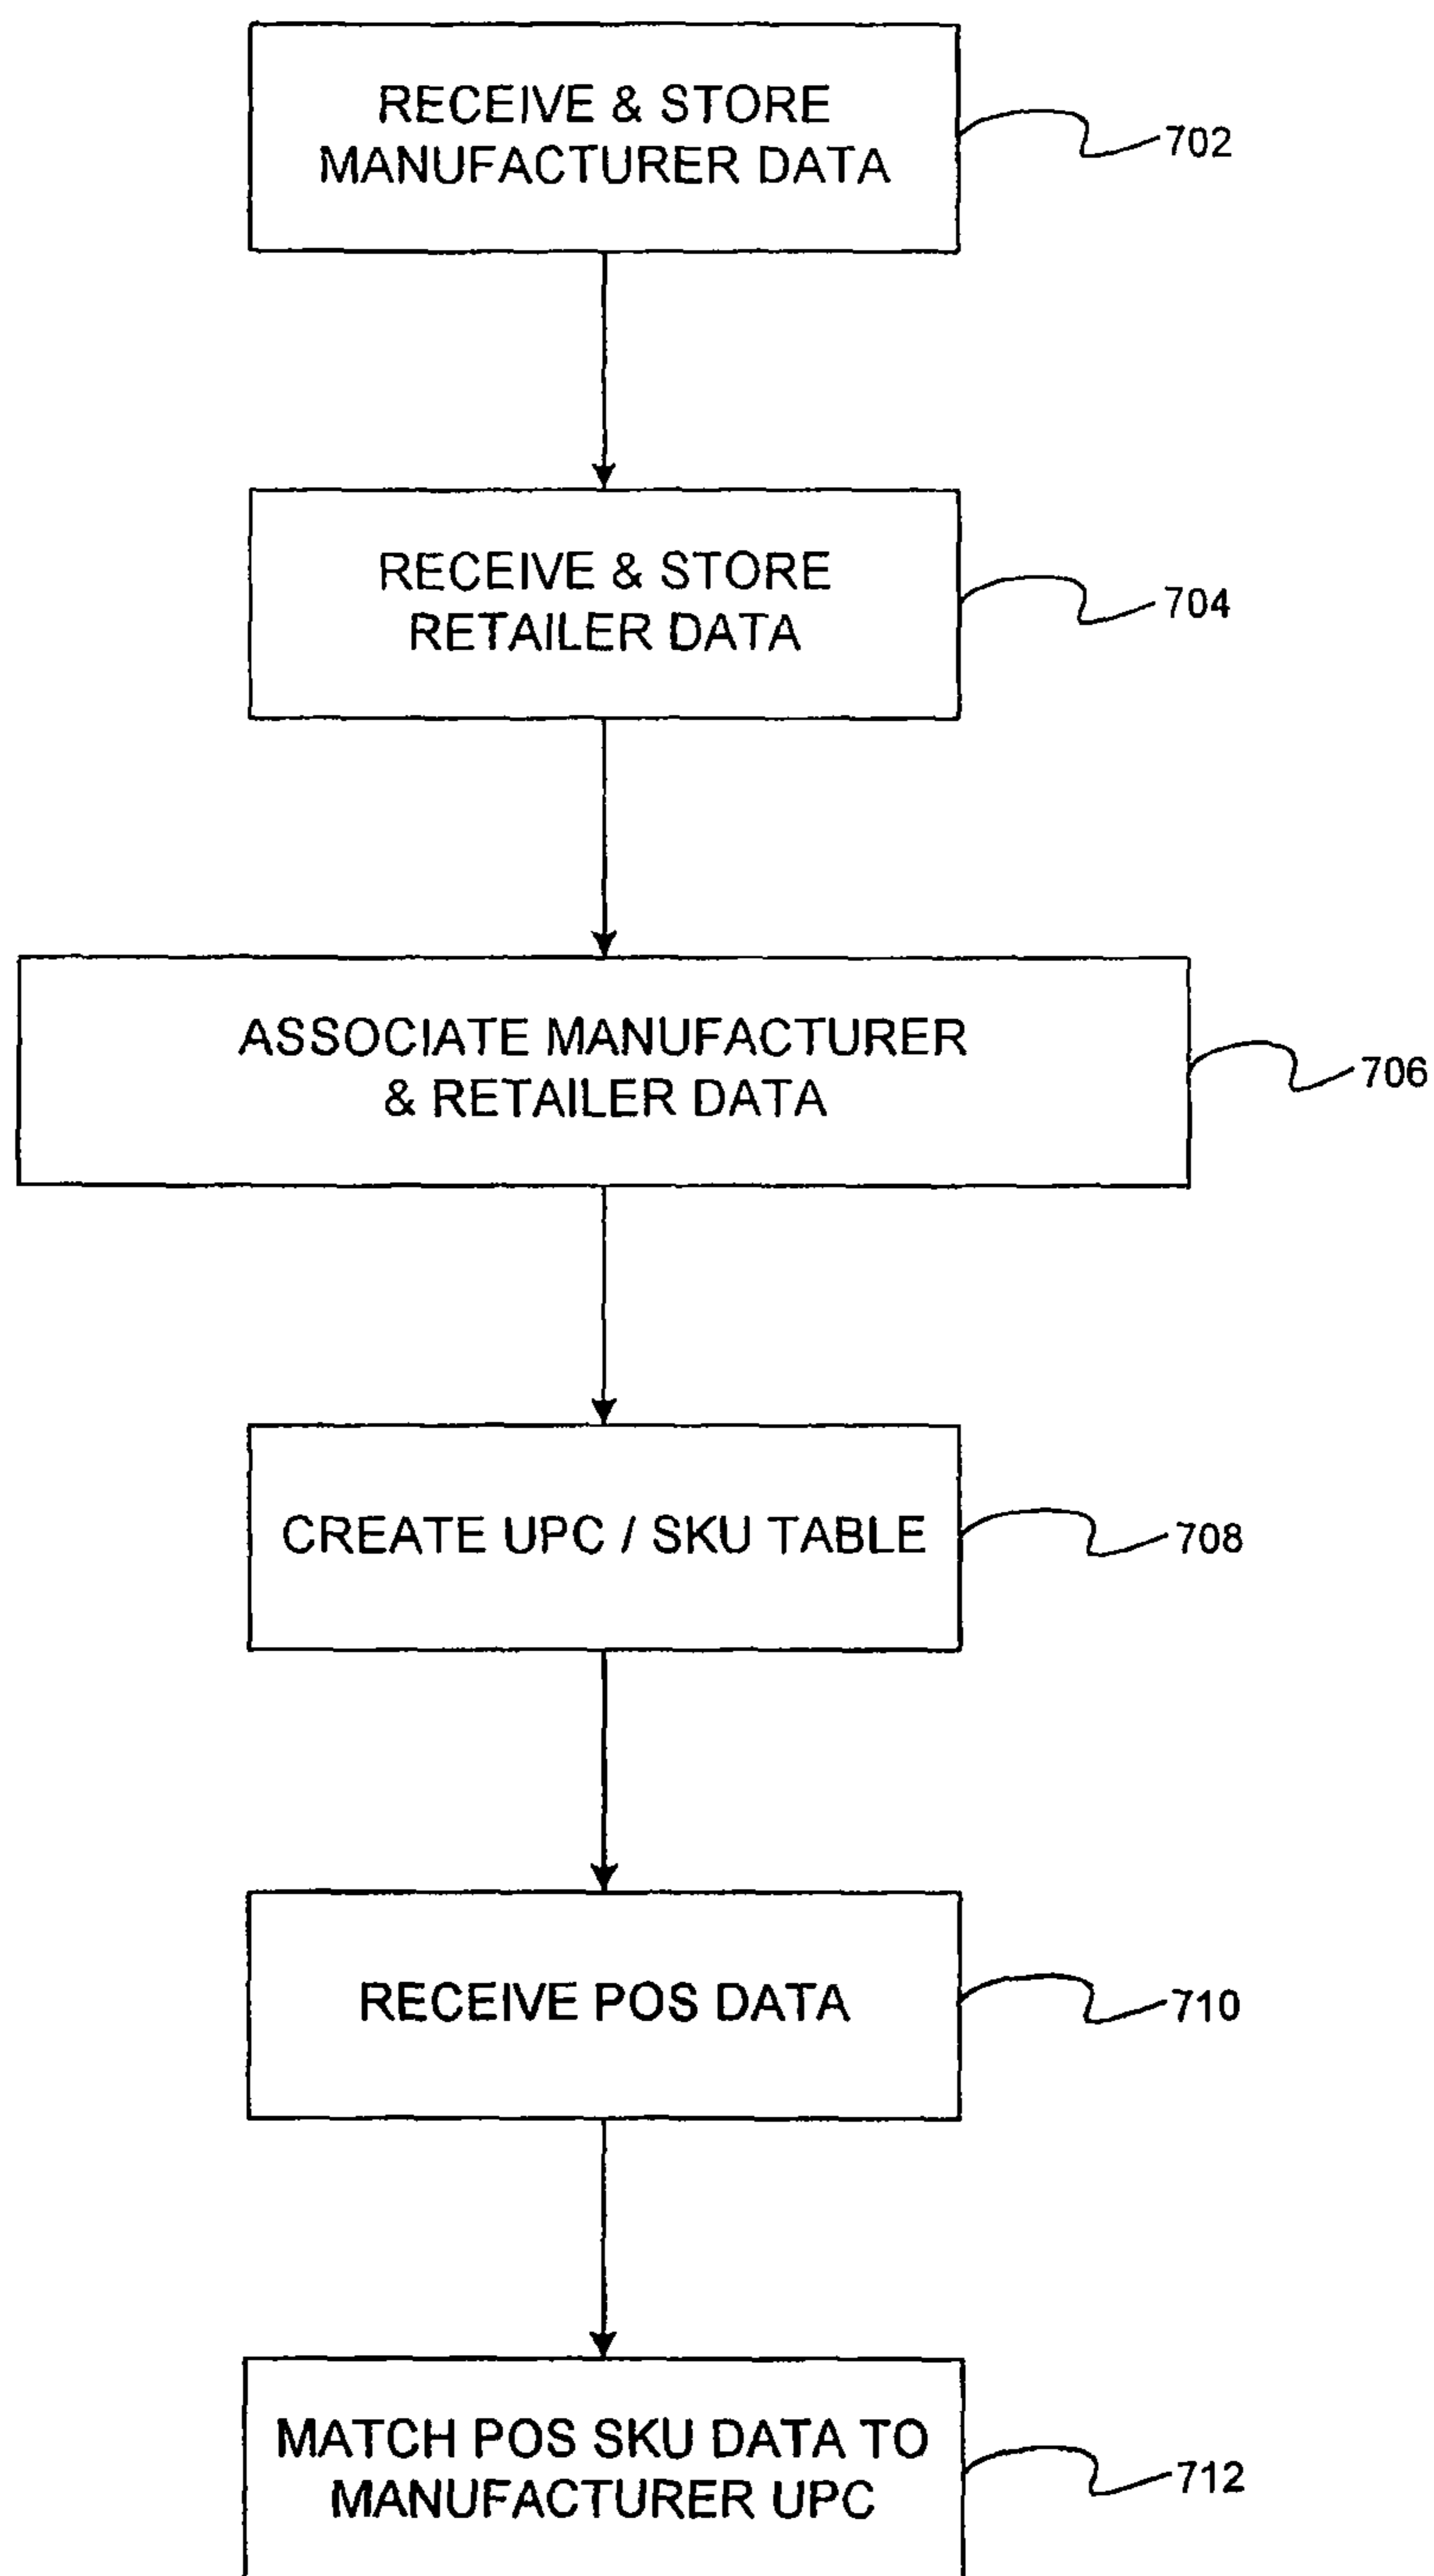 RECEIVE & STORE
MANUFACTURER DATA
702
RECEIVE & STORE
RETAILER DATA
704
ASSOCIATE MANUFACTURER
& RETAILER DATA
706
CREATE UPC / SKU TABLE
708
RECEIVE POS DATA
710
MATCH POS SKU DATA TO
MANUFACTURER UPC
712